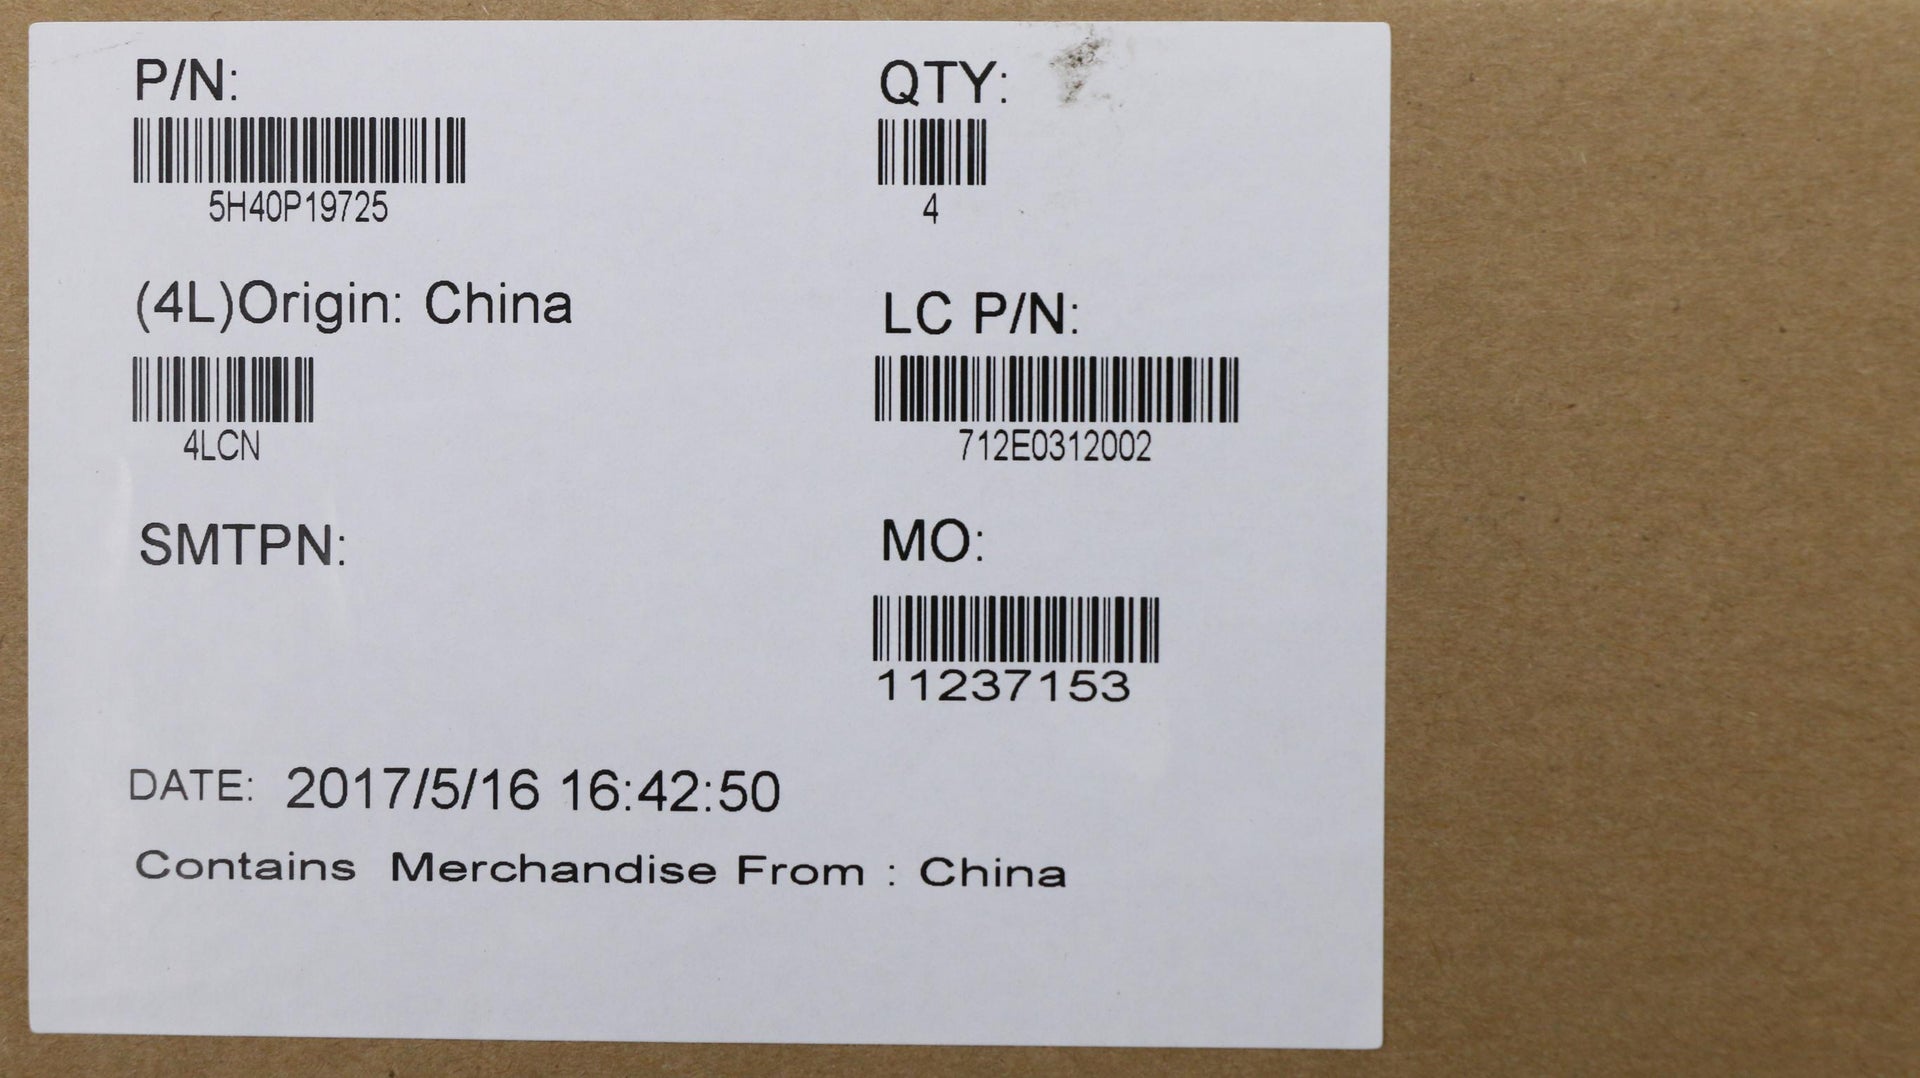 P/N:
5H40P19725
QTY:
4
(4L)Origin: China
4LCN
LC P/N:
712E0312002
SMTPN:
MO:
11237153
DATE: 2017/5/16 16:42:50
Contains Merchandise From : China